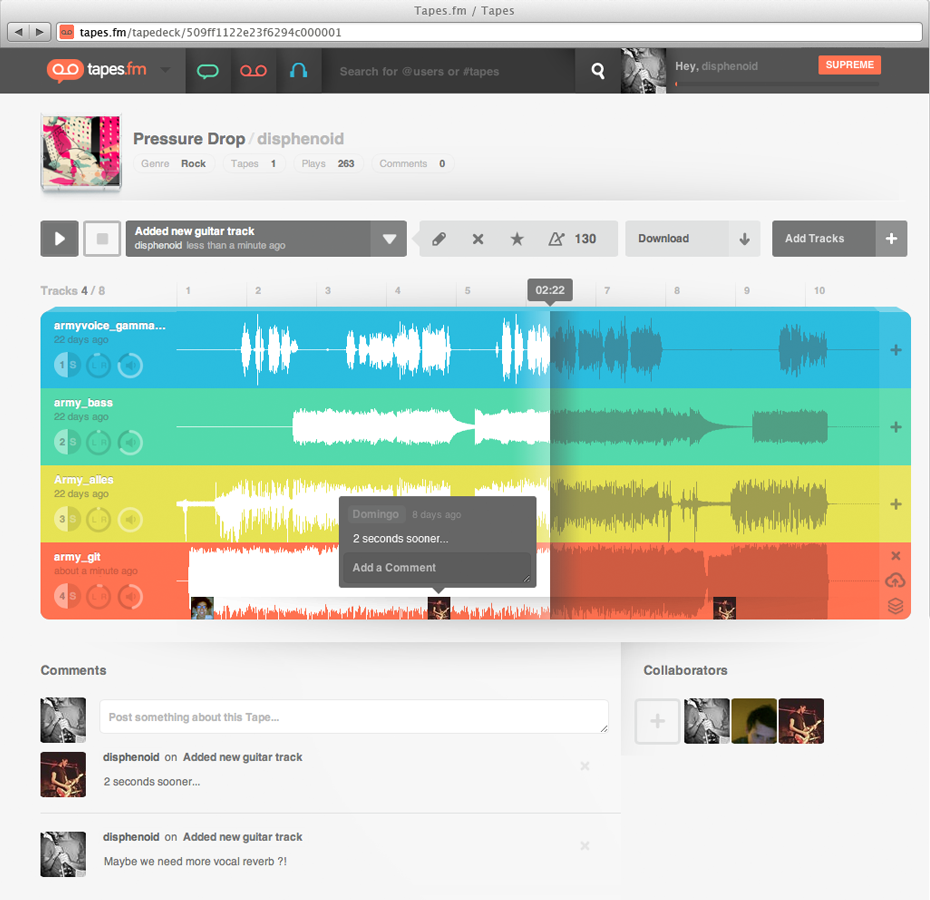 Tapes.fm / Tapes
tapes.fm/tapedeck/509ff1122e23f6294c000001
tapes.fm
Search for @users or #tapes
Hey, disphenoid
SUPREME
Pressure Drop / disphenoid
Genre Rock Tapes 1 Plays 263 Comments 0
Added new guitar track
disphenoid less than a minute ago
130
Download
Add Tracks
Tracks 4 / 8
1 2 3 4 5 02:22 7 8 9 10
armyvoice_gamma...
22 days ago
1 S L R
army_bass
22 days ago
2 S L R
Army_alles
22 days ago
3 S L R
Domingo 8 days ago
2 seconds sooner...
Add a Comment
army_git
about a minute ago
4 S L R
Comments
Collaborators
Post something about this Tape...
disphenoid on Added new guitar track
2 seconds sooner...
disphenoid on Added new guitar track
Maybe we need more vocal reverb ?!